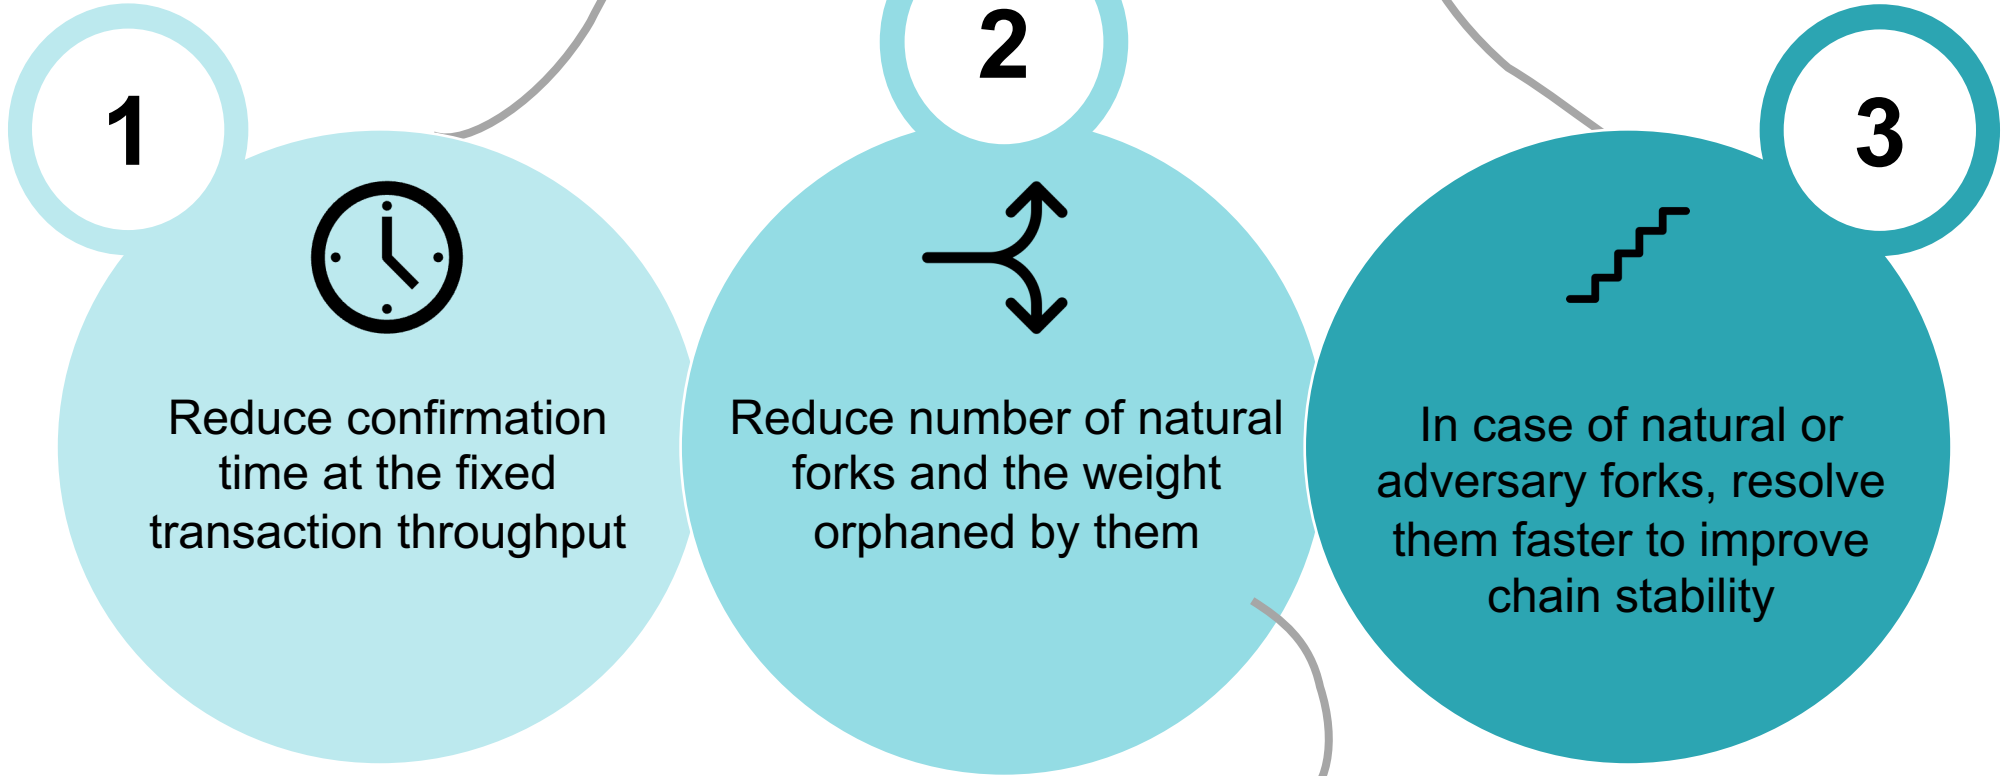 1
Reduce confirmation
time at the fixed
transaction throughput
2
Reduce number of natural
forks and the weight
orphaned by them
3
In case of natural or
adversary forks, resolve
them faster to improve
chain stability